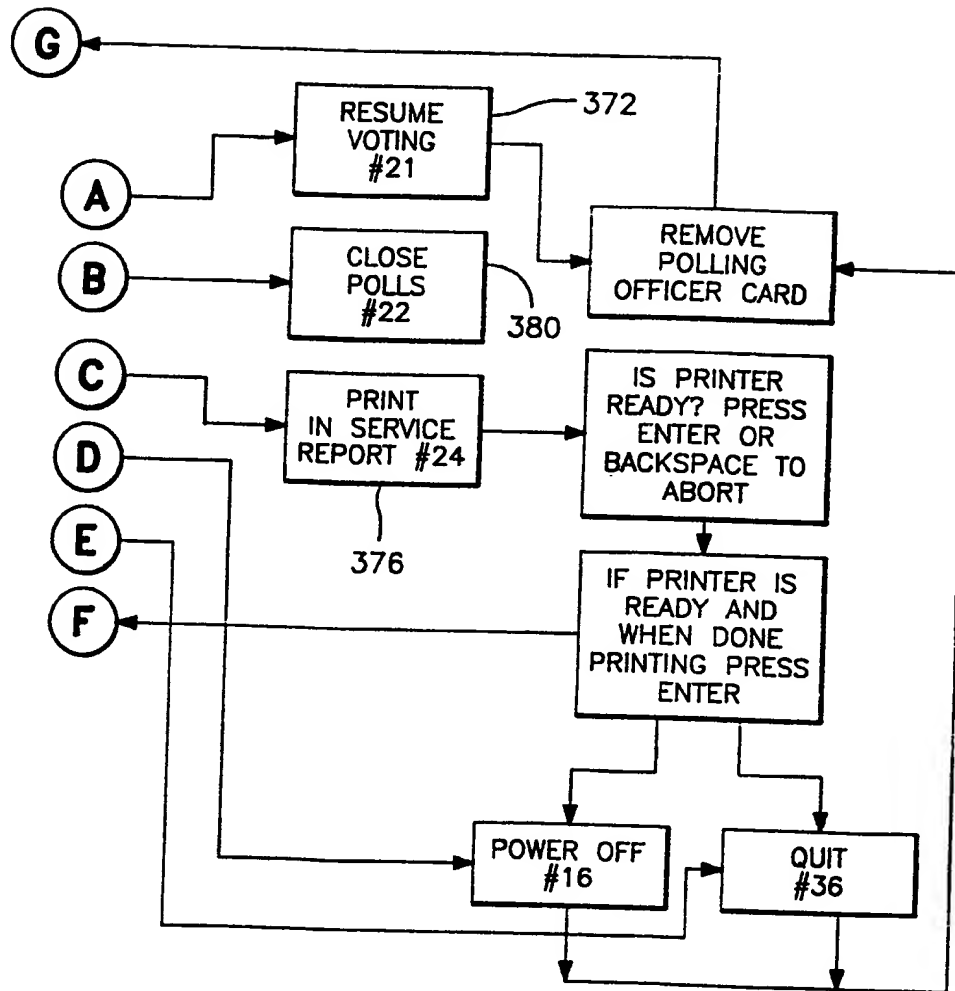 G
RESUME
VOTING
#21
372
A
REMOVE
POLLING
OFFICER CARD
B
CLOSE
POLLS
#22
380
C
PRINT
IN SERVICE
REPORT #24
376
IS PRINTER
READY? PRESS
ENTER OR
BACKSPACE TO
ABORT
D
E
F
IF PRINTER IS
READY AND
WHEN DONE
PRINTING PRESS
ENTER
POWER OFF
#16
QUIT
#36